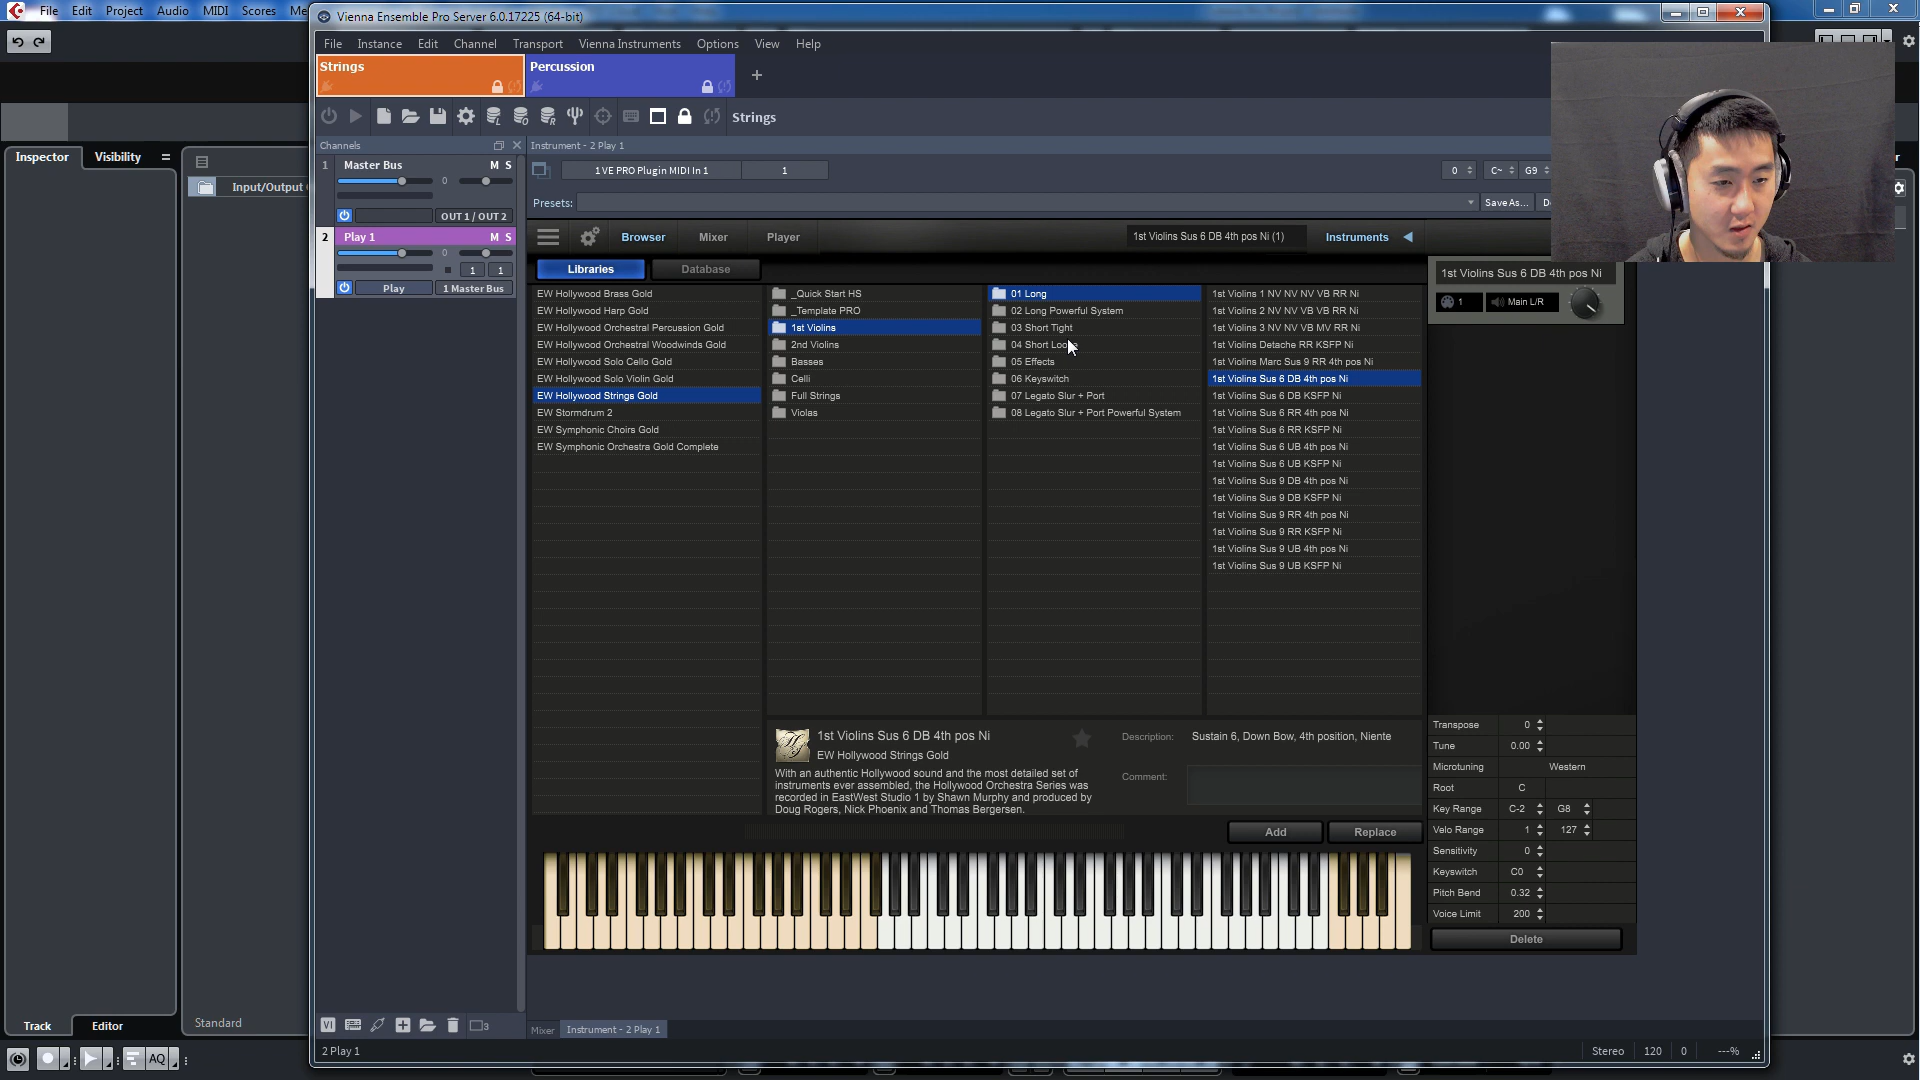 File Edit Project Audio MIDI Scores
Vienna Ensemble Pro Server 6.0.17225 (64-bit)
File Instance Edit Channel Transport Vienna Instruments Options View Help
Strings
Percussion
Strings
Inspector Visibility
Input/Output
Channels
1 Master Bus M S
0
OUT 1 / OUT 2
2 Play 1 M S
0
1 1
Play 1 Master Bus
Instrument - 2 Play 1
1 VE PRO Plugin MIDI In 1 1
0 C~ G9
Presets: Save As...
Browser Mixer Player
1st Violins Sus 6 DB 4th pos Ni (1) Instruments
Libraries Database
EW Hollywood Brass Gold
EW Hollywood Harp Gold
EW Hollywood Orchestral Percussion Gold
EW Hollywood Orchestral Woodwinds Gold
EW Hollywood Solo Cello Gold
EW Hollywood Solo Violin Gold
EW Hollywood Strings Gold
EW Stormdrum 2
EW Symphonic Choirs Gold
EW Symphonic Orchestra Gold Complete
_Quick Start HS
_Template PRO
1st Violins
2nd Violins
Basses
Celli
Full Strings
Violas
01 Long
02 Long Powerful System
03 Short Tight
04 Short
05 Effects
06 Keyswitch
07 Legato Slur + Port
08 Legato Slur + Port Powerful System
1st Violins 1 NV NV NV VB RR Ni
1st Violins 2 NV NV VB VB RR Ni
1st Violins 3 NV VB MV RR Ni
1st Violins Detache RR KSFP Ni
1st Violins Marc Sus 9 RR 4th pos Ni
1st Violins Sus 6 DB 4th pos Ni
1st Violins Sus 6 DB KSFP Ni
1st Violins Sus 6 RR 4th pos Ni
1st Violins Sus 6 RR KSFP Ni
1st Violins Sus 6 UB 4th pos Ni
1st Violins Sus 6 UB KSFP Ni
1st Violins Sus 9 DB 4th pos Ni
1st Violins Sus 9 DB KSFP Ni
1st Violins Sus 9 RR 4th pos Ni
1st Violins Sus 9 RR KSFP Ni
1st Violins Sus 9 UB 4th pos Ni
1st Violins Sus 9 UB KSFP Ni
1st Violins Sus 6 DB 4th pos Ni
1 Main L/R
1st Violins Sus 6 DB 4th pos Ni
EW Hollywood Strings Gold
With an authentic Hollywood sound and the most detailed set of
instruments ever assembled, the Hollywood Orchestra Series was
recorded in EastWest Studio 1 by Shawn Murphy and produced by
Doug Rogers, Nick Phoenix and Thomas Bergersen.
Description: Sustain 6, Down Bow, 4th position, Niente
Comment:
Add Replace
Transpose 0
Tune 0.00
Microtuning Western
Root C
Key Range C-2 G8
Velo Range 1 127
Sensitivity 0
Keyswitch C0
Pitch Bend 0.32
Voice Limit 200
Delete
Track Editor
Standard
VI
3
Mixer Instrument - 2 Play 1
2 Play 1
Stereo 120 0 ---%
AQ